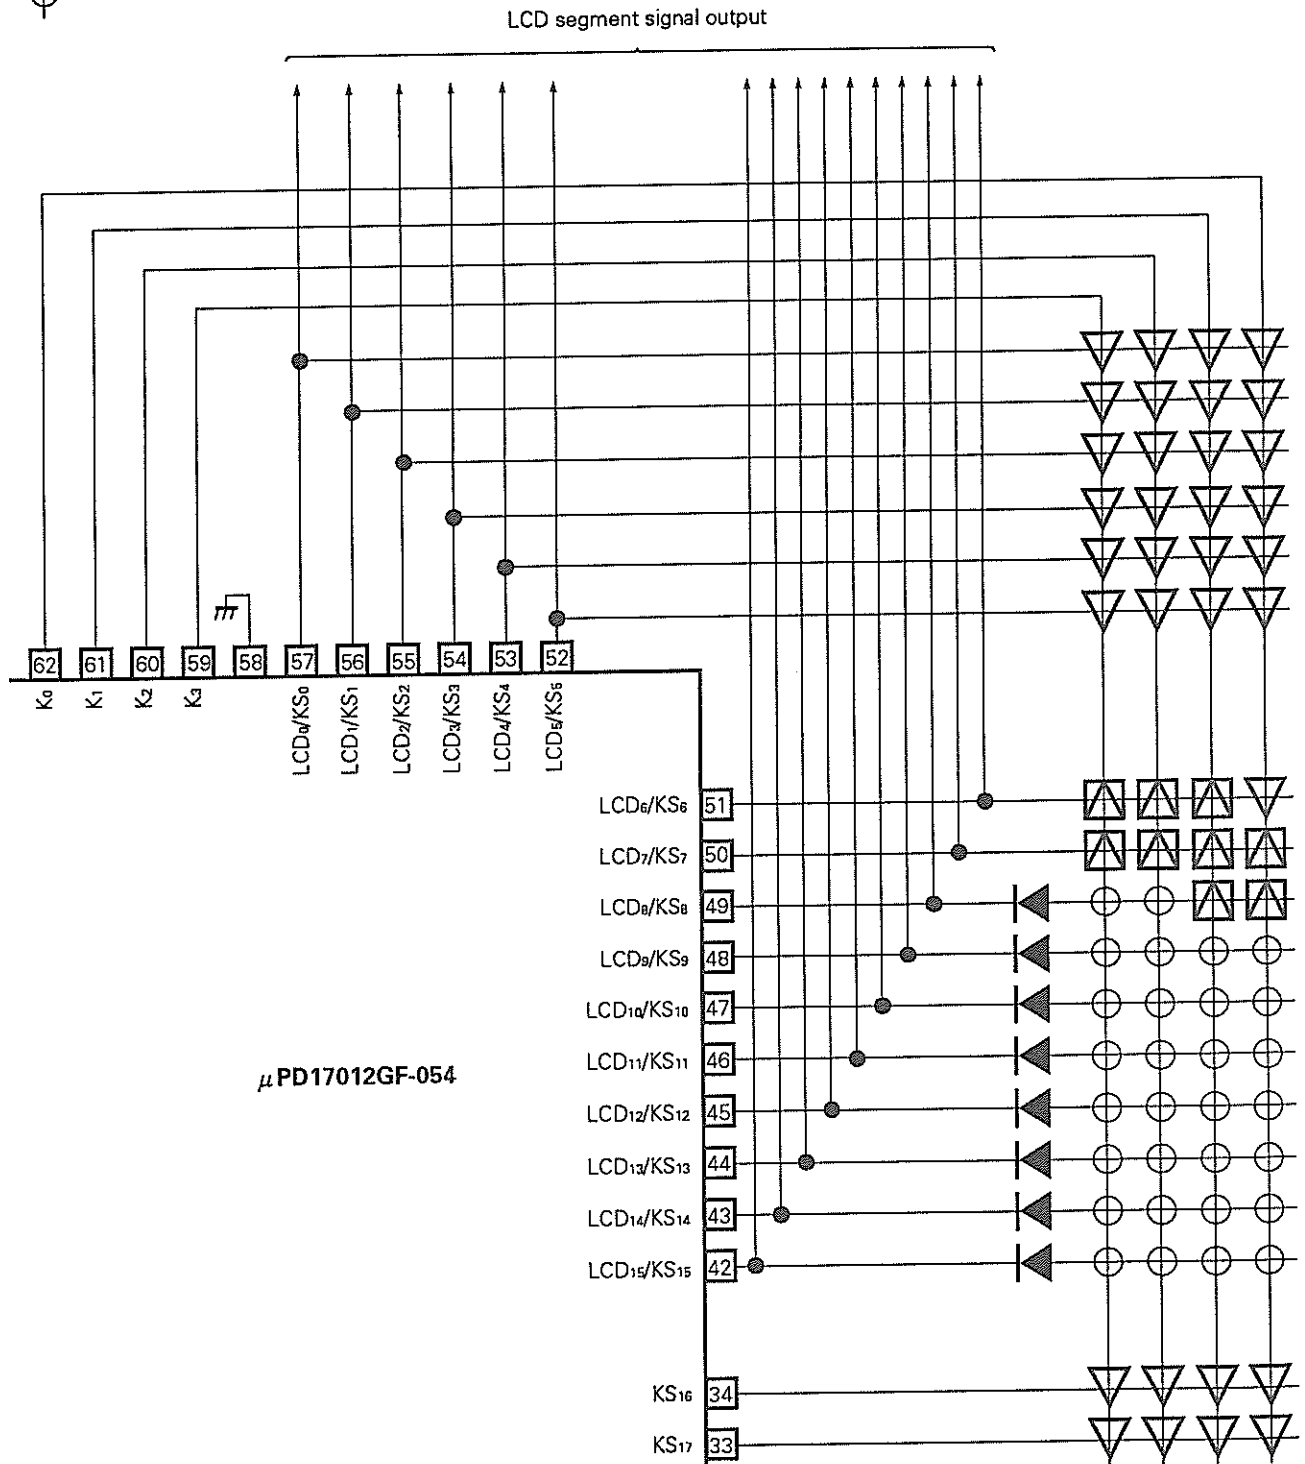 LCD segment signal output
62 61 60 59 58 57 56 55 54 53 52
K₀ K₁ K₂ K₃ LCD₀/KS₀ LCD₁/KS₁ LCD₂/KS₂ LCD₃/KS₃ LCD₄/KS₄ LCD₅/KS₅
LCD₆/KS₆ 51
LCD₇/KS₇ 50
LCD₈/KS₈ 49
LCD₉/KS₉ 48
LCD₁₀/KS₁₀ 47
LCD₁₁/KS₁₁ 46
μPD17012GF-054
LCD₁₂/KS₁₂ 45
LCD₁₃/KS₁₃ 44
LCD₁₄/KS₁₄ 43
LCD₁₅/KS₁₅ 42
KS₁₆ 34
KS₁₇ 33